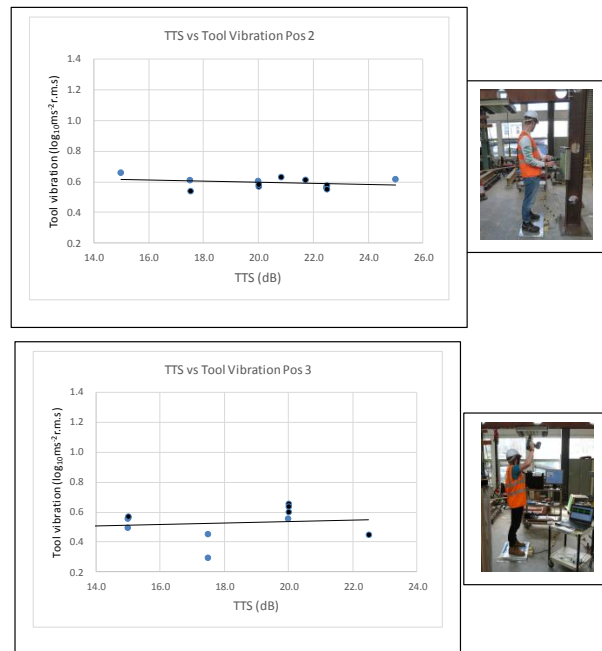 TTS vs Tool Vibration Pos 2
Tool vibration (log₁₀ms⁻²r.m.s)
1.4
1.2
1.0
0.8
0.6
0.4
0.2
14.0 16.0 18.0 20.0 22.0 24.0 26.0
TTS (dB)
TTS vs Tool Vibration Pos 3
Tool vibration (log₁₀ms⁻²r.m.s)
1.4
1.2
1.0
0.8
0.6
0.4
0.2
14.0 16.0 18.0 20.0 22.0 24.0
TTS (dB)